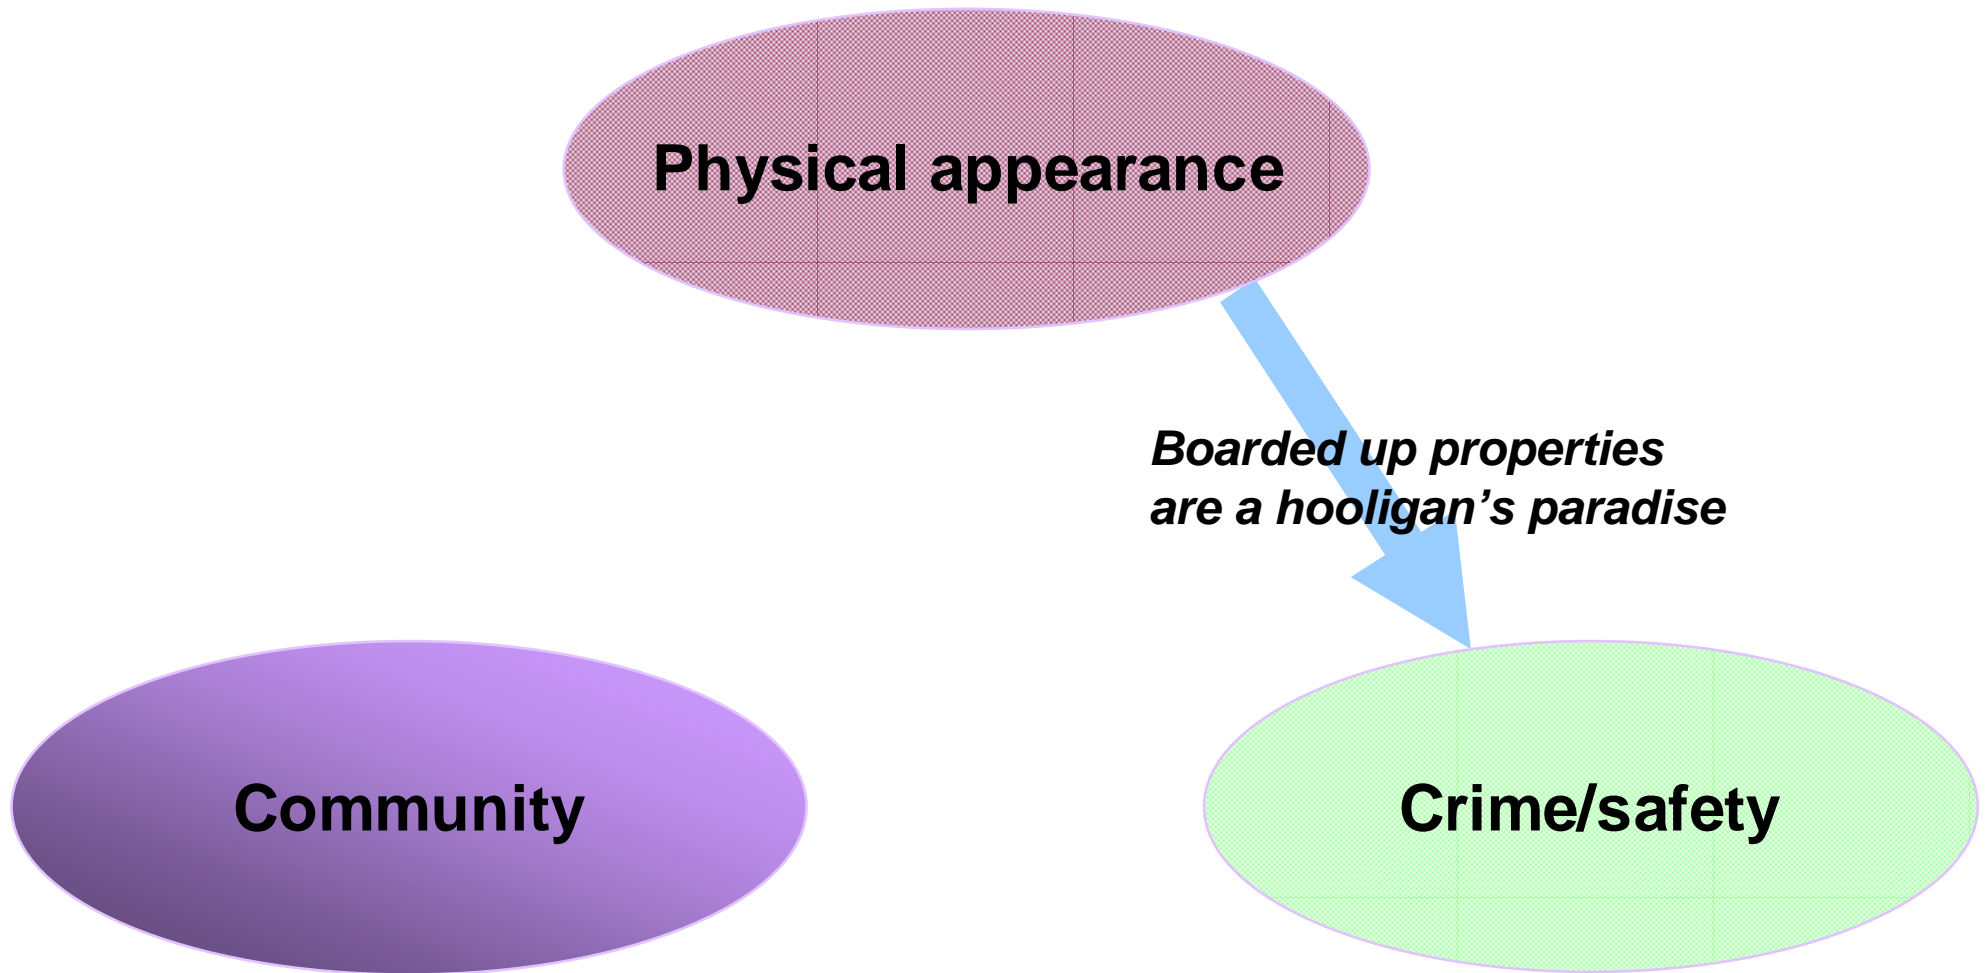 Physical appearance
Boarded up properties
are a hooligan’s paradise
Community
Crime/safety